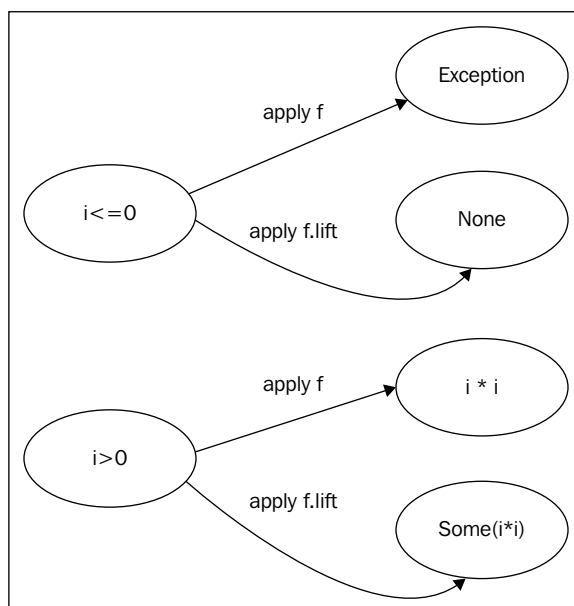 Exception
apply f
i<=0
apply f.lift
None
apply f
i * i
i>0
apply f.lift
Some(i*i)